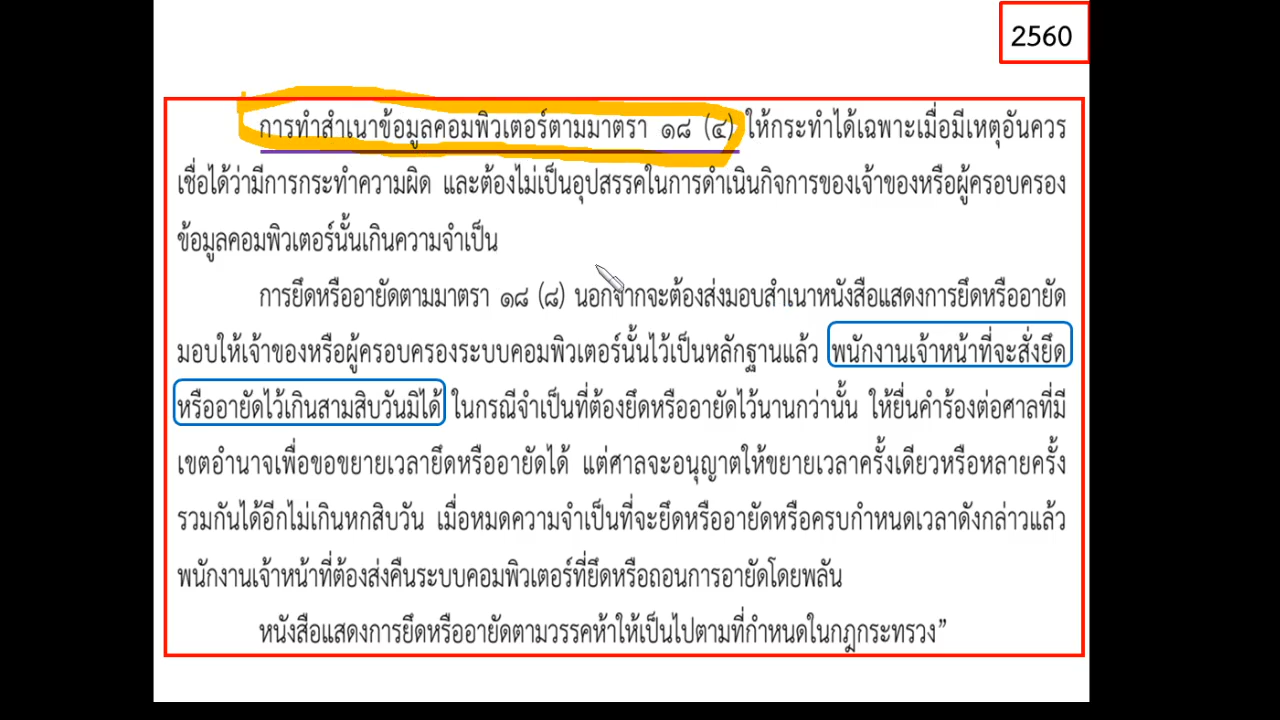 2560
การทำสำเนาข้อมูลคอมพิวเตอร์ตามมาตรา ๑๘ (๔) ให้กระทำได้เฉพาะเมื่อมีเหตุอันควร
เชื่อได้ว่ามีการกระทำความผิด และต้องไม่เป็นอุปสรรคในการดำเนินกิจการของเจ้าของหรือผู้ครอบครอง
ข้อมูลคอมพิวเตอร์นั้นเกินความจำเป็น
การยึดหรืออายัดตามมาตรา ๑๘ (๘) นอกจากจะต้องส่งมอบสำเนาหนังสือแสดงการยึดหรืออายัด
มอบให้เจ้าของหรือผู้ครอบครองระบบคอมพิวเตอร์นั้นไว้เป็นหลักฐานแล้ว พนักงานเจ้าหน้าที่จะสั่งยึด
หรืออายัดไว้เกินสามสิบวันมิได้ ในกรณีจำเป็นที่ต้องยึดหรืออายัดไว้นานกว่านั้น ให้ยื่นคำร้องต่อศาลที่มี
เขตอำนาจเพื่อขอขยายเวลายึดหรืออายัดได้ แต่ศาลจะอนุญาตให้ขยายเวลาครั้งเดียวหรือหลายครั้ง
รวมกันได้อีกไม่เกินหกสิบวัน เมื่อหมดความจำเป็นที่จะยึดหรืออายัดหรือครบกำหนดเวลาดังกล่าวแล้ว
พนักงานเจ้าหน้าที่ต้องส่งคืนระบบคอมพิวเตอร์ที่ยึดหรือถอนการอายัดโดยพลัน
หนังสือแสดงการยึดหรืออายัดตามวรรคห้าให้เป็นไปตามที่กำหนดในกฎกระทรวง”